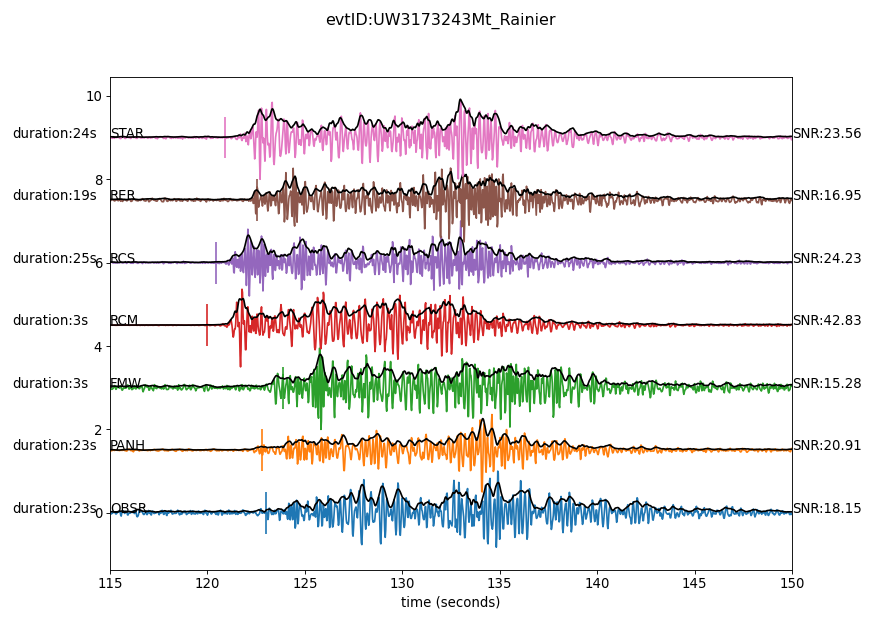 evtID:UW3173243Mt_Rainier
10
duration:24s STAR SNR:23.56
8
duration:19s RER SNR:16.95
duration:25s RCS SNR:24.23
6
duration:3s RCM SNR:42.83
4
duration:3s EMW SNR:15.28
2
duration:23s PANH SNR:20.91
duration:23s OBSR SNR:18.15
0
115 120 125 130 135 140 145 150
time (seconds)